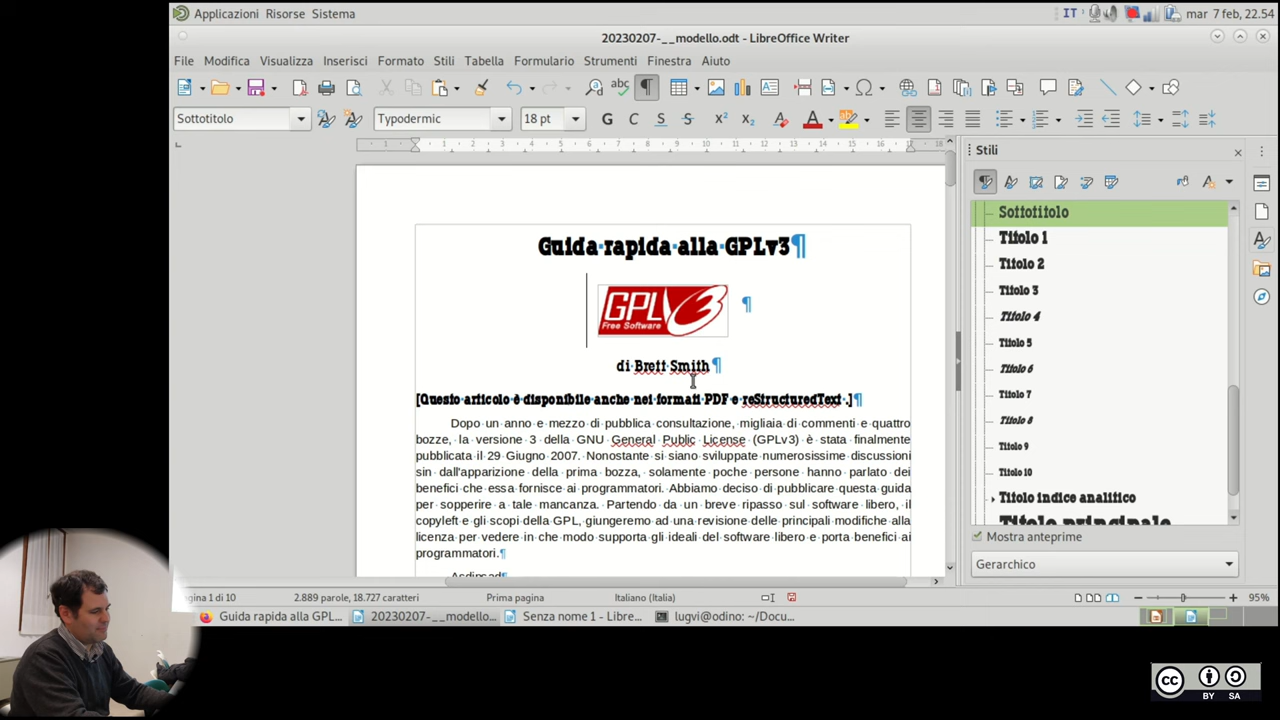 Applicazioni Risorse Sistema
IT
mar 7 feb, 22.54
20230207-__modello.odt - LibreOffice Writer
File Modifica Visualizza Inserisci Formato Stili Tabella Formulario Strumenti Finestra Aiuto
Sottotitolo
Typodermic
18 pt
G C S S
Stili
Sottotitolo
Titolo 1
Titolo 2
Titolo 3
Titolo 4
Titolo 5
Titolo 6
Titolo 7
Titolo 8
Titolo 9
Titolo 10
Titolo indice analitico
Titolo principale
Mostra anteprime
Gerarchico
Guida rapida alla GPLv3¶
GPLv3
Free Software
¶
di Brett Smith¶
[Questo articolo è disponibile anche nei formati PDF e reStructuredText .]¶
Dopo un anno e mezzo di pubblica consultazione, migliaia di commenti e quattro
bozze, la versione 3 della GNU General Public License (GPLv3) è stata finalmente
pubblicata il 29 Giugno 2007. Nonostante si siano sviluppate numerosissime discussioni
sin dall'apparizione della prima bozza, solamente poche persone hanno parlato dei
benefici che essa fornisce ai programmatori. Abbiamo deciso di pubblicare questa guida
per sopperire a tale mancanza. Partendo da un breve ripasso sul software libero, il
copyleft e gli scopi della GPL, giungeremo ad una revisione delle principali modifiche alla
licenza per vedere in che modo supporta gli ideali del software libero e porta benefici ai
programmatori.¶
agina 1 di 10
2.889 parole, 18.727 caratteri
Prima pagina
Italiano (Italia)
95%
Guida rapida alla GPL...
20230207-__modello...
Senza nome 1 - Libre...
lugvi@odino: ~/Docu...
cc
BY SA